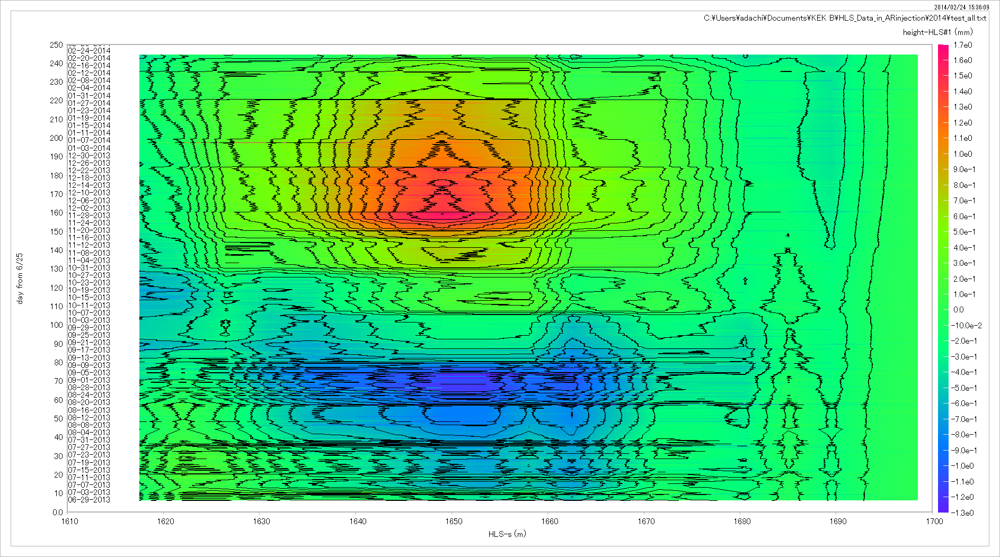 2014/02/24 15:36:09
C:¥Users¥adachi¥Documents¥KEK B¥HLS_Data_in_ARinjection¥2014¥test_all.txt
height-HLS#1 (mm)
250
240
230
220
210
200
190
180
170
160
150
140
130
120
110
100
90
80
70
60
50
40
30
20
10
0.0
day from 6/25
02-24-2014
02-20-2014
02-16-2014
02-12-2014
02-08-2014
02-04-2014
01-31-2014
01-27-2014
01-23-2014
01-19-2014
01-15-2014
01-11-2014
01-07-2014
01-03-2014
12-30-2013
12-26-2013
12-22-2013
12-18-2013
12-14-2013
12-10-2013
12-06-2013
12-02-2013
11-28-2013
11-24-2013
11-20-2013
11-16-2013
11-12-2013
11-08-2013
11-04-2013
10-31-2013
10-27-2013
10-23-2013
10-19-2013
10-15-2013
10-11-2013
10-07-2013
10-03-2013
09-29-2013
09-25-2013
09-21-2013
09-17-2013
09-13-2013
09-09-2013
09-05-2013
09-01-2013
08-28-2013
08-24-2013
08-20-2013
08-16-2013
08-12-2013
08-08-2013
08-04-2013
07-31-2013
07-27-2013
07-23-2013
07-19-2013
07-15-2013
07-11-2013
07-07-2013
07-03-2013
06-29-2013
1.7e0
1.6e0
1.5e0
1.4e0
1.3e0
1.2e0
1.1e0
1.0e0
9.0e-1
8.0e-1
7.0e-1
6.0e-1
5.0e-1
4.0e-1
3.0e-1
2.0e-1
1.0e-1
0.0
-10.0e-2
-2.0e-1
-3.0e-1
-4.0e-1
-5.0e-1
-6.0e-1
-7.0e-1
-8.0e-1
-9.0e-1
-1.0e0
-1.1e0
-1.2e0
-1.3e0
1610 1620 1630 1640 1650 1660 1670 1680 1690 1700
HLS-s (m)